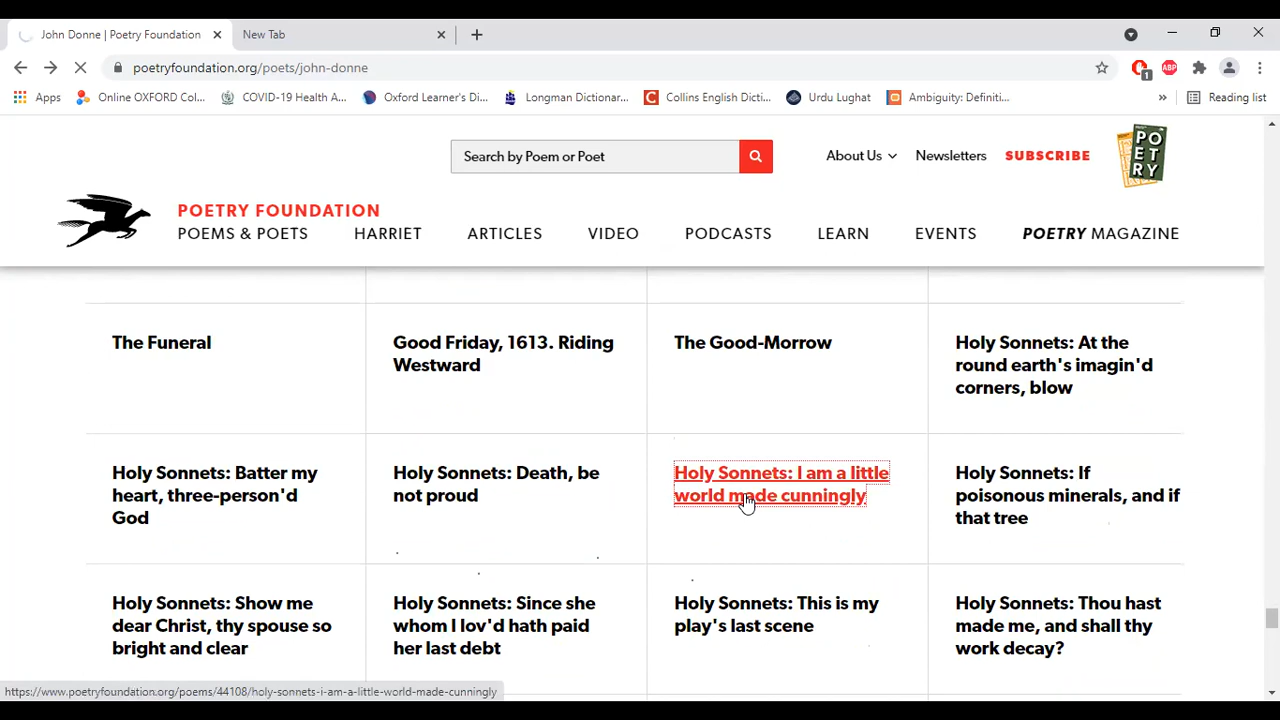 John Donne | Poetry Foundation
New Tab
poetryfoundation.org/poets/john-donne
1
Apps
Online OXFORD Col...
COVID-19 Health A...
Oxford Learner's Di...
Longman Dictionar...
Collins English Dicti...
Urdu Lughat
Ambiguity: Definiti...
»
Reading list
ABP
Search by Poem or Poet
About Us
Newsletters
SUBSCRIBE
PO
ET
RY
POETRY FOUNDATION
POEMS & POETS
HARRIET
ARTICLES
VIDEO
PODCASTS
LEARN
EVENTS
POETRY MAGAZINE
The Funeral
Good Friday, 1613. Riding
Westward
The Good-Morrow
Holy Sonnets: At the
round earth's imagin'd
corners, blow
Holy Sonnets: Batter my
heart, three-person'd
God
Holy Sonnets: Death, be
not proud
Holy Sonnets: I am a little
world made cunningly
Holy Sonnets: If
poisonous minerals, and if
that tree
Holy Sonnets: Show me
dear Christ, thy spouse so
bright and clear
Holy Sonnets: Since she
whom I lov'd hath paid
her last debt
Holy Sonnets: This is my
play's last scene
Holy Sonnets: Thou hast
made me, and shall thy
work decay?
https://www.poetryfoundation.org/poems/44108/holy-sonnets-i-am-a-little-world-made-cunningly